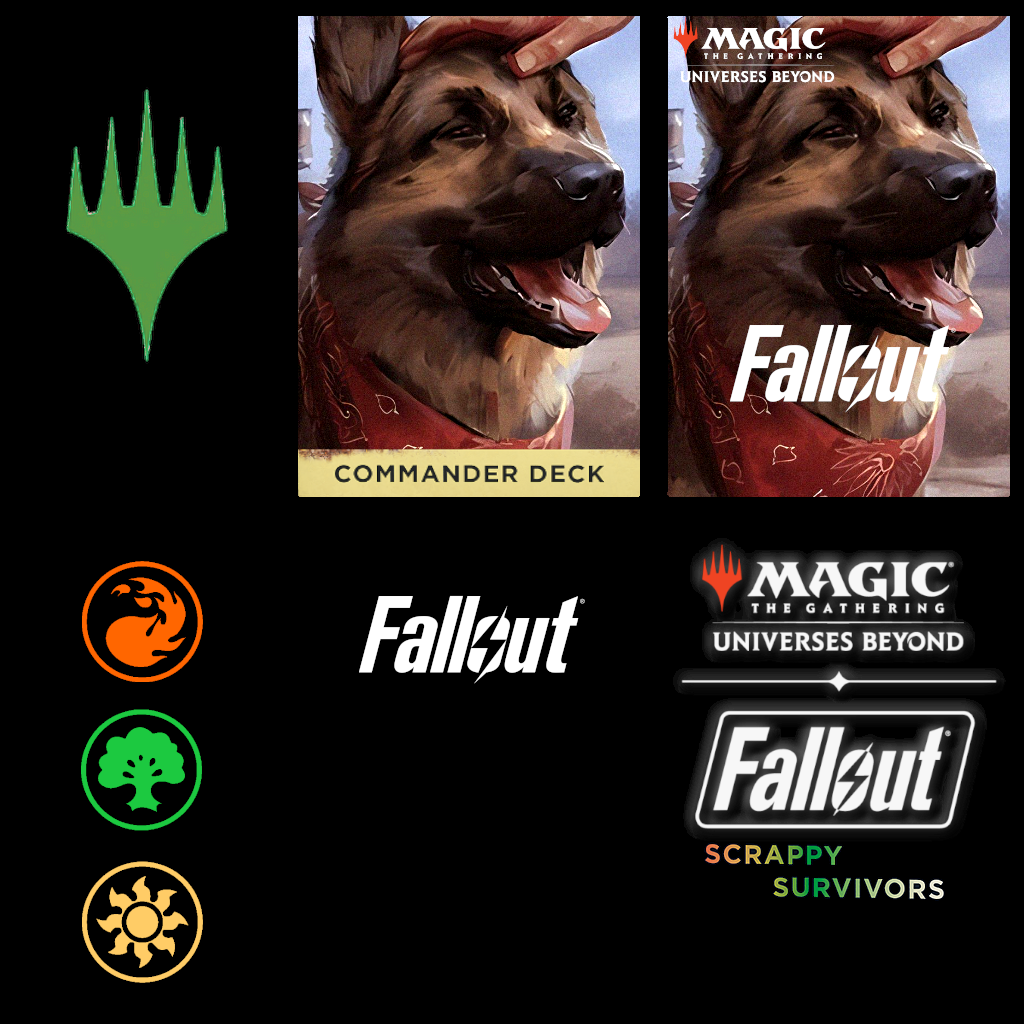 MAGIC
THE GATHERING
UNIVERSES BEYOND
Fallout
COMMANDER DECK
Fallout®
MAGIC®
THE GATHERING
UNIVERSES BEYOND
Fallout®
SCRAPPY
SURVIVORS